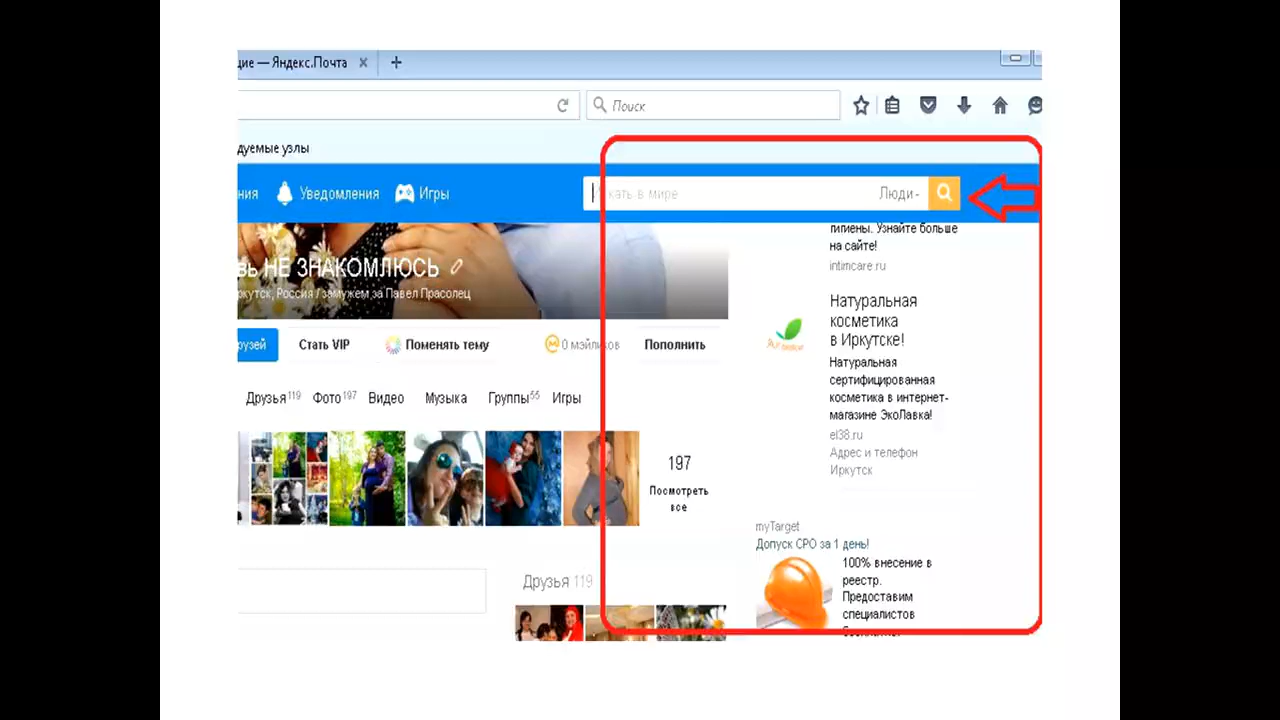 цие — Яндекс.Почта
Поиск
дуемые узлы
ния Уведомления Игры
Искать в мире Люди
гигиены. Узнайте больше
на сайте!
intimcare.ru
вь НЕ ЗНАКОМЛЮСЬ
ркутск, Россия / замужем за Павел Прасолец
Натуральная
косметика
в Иркутске!
рузей Стать VIP Поменять тему 0 мэйликов Пополнить
Натуральная
сертифицированная
косметика в интернет-
магазине ЭкоЛавка!
el38.ru
Адрес и телефон
Иркутск
Друзья 119 Фото 197 Видео Музыка Группы 55 Игры
197
Посмотреть
все
myTarget
Допуск СРО за 1 день!
100% внесение в
реестр.
Предоставим
специалистов
Друзья 119